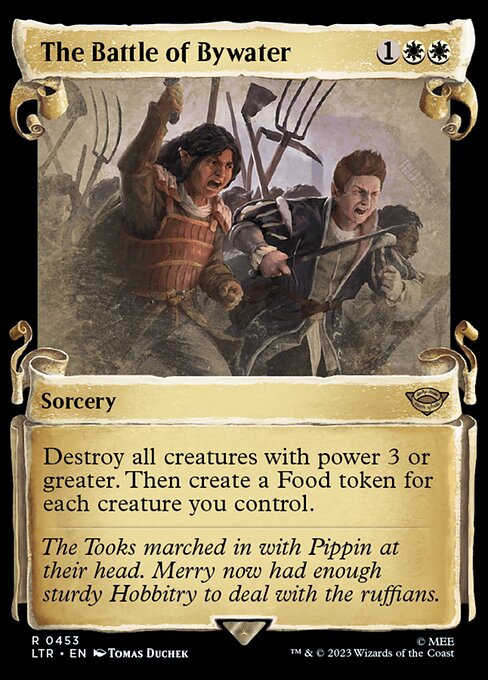 The Battle of Bywater 1
Sorcery
Destroy all creatures with power 3 or
greater. Then create a Food token for
each creature you control.
The Tooks marched in with Pippin at
their head. Merry now had enough
sturdy Hobbitry to deal with the ruffians.
R 0453
LTR • EN Tomas Duchek
© MEE
™ & © 2023 Wizards of the Coast